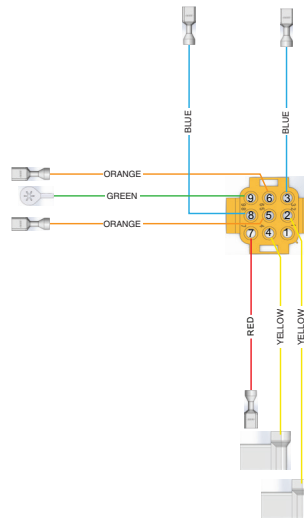 BLUE
BLUE
ORANGE
GREEN
ORANGE
9 6 3
8 5 2
7 4 1
RED
YELLOW
YELLOW